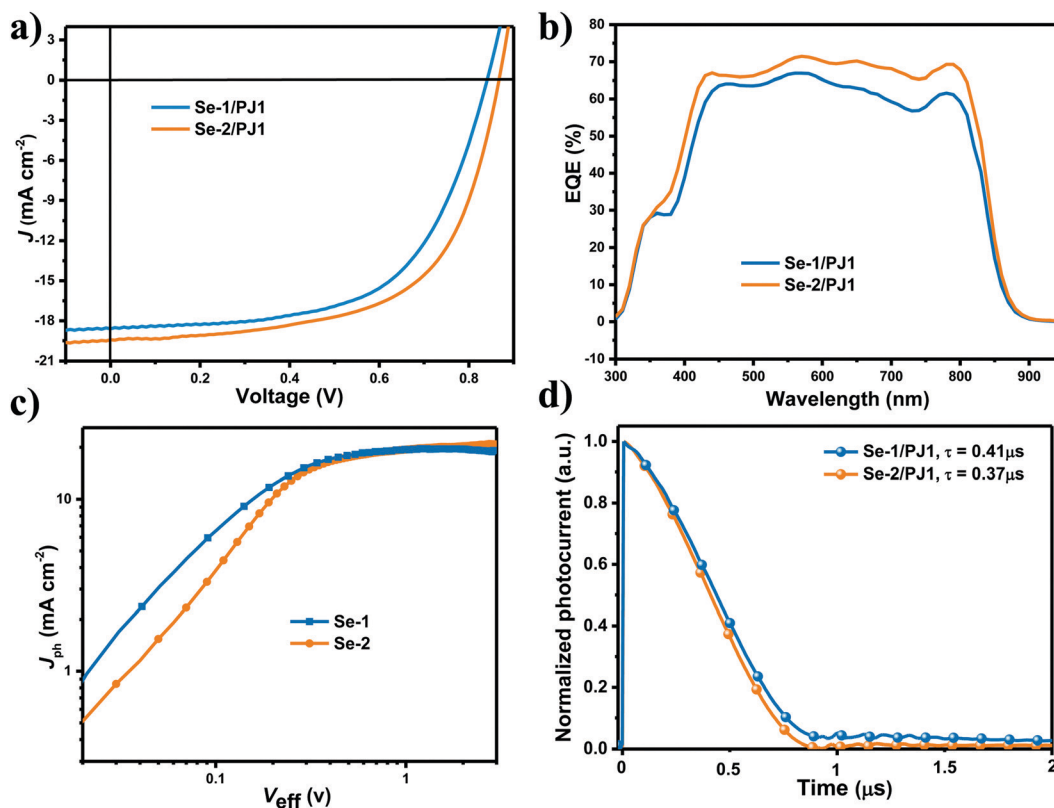 a)
3
0
-3
-6
-9
-12
-15
-18
-21
J (mA cm⁻²)
Se-1/PJ1
Se-2/PJ1
0.0
0.2
0.4
0.6
0.8
Voltage (V)
b)
80
70
60
50
40
30
20
10
0
-10
EQE (%)
Se-1/PJ1
Se-2/PJ1
300
400
500
600
700
800
900
Wavelength (nm)
c)
10
1
Jph (mA cm⁻²)
Se-1
Se-2
0.1
1
Veff (v)
d)
1.0
0.8
0.6
0.4
0.2
0.0
Normalized photocurrent (a.u.)
Se-1/PJ1, τ = 0.41μs
Se-2/PJ1, τ = 0.37μs
0
0.5
1
1.5
2
Time (μs)